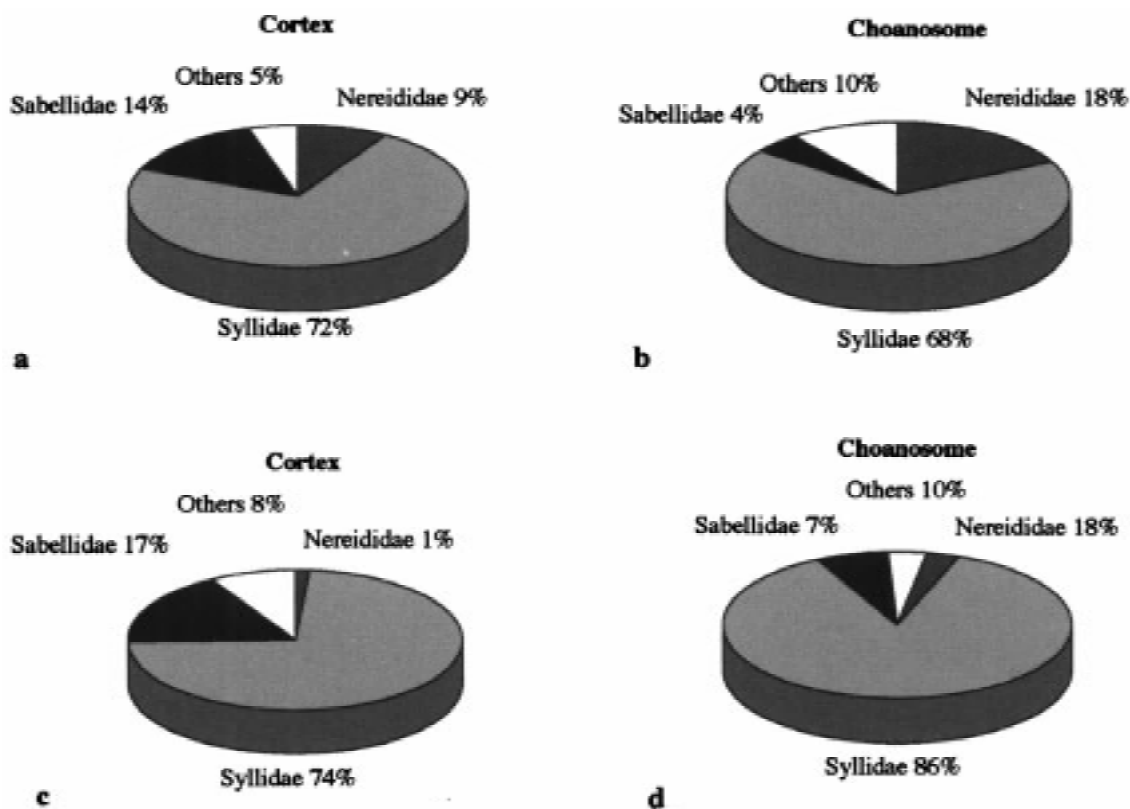 Cortex
Others 5%
Sabellidae 14%
Nereididae 9%
Syllidae 72%
a
Choanosome
Others 10%
Nereididae 18%
Sabellidae 4%
Syllidae 68%
b
Cortex
Others 8%
Sabellidae 17%
Nereididae 1%
Syllidae 74%
c
Choanosome
Others 10%
Sabellidae 7%
Nereididae 18%
Syllidae 86%
d